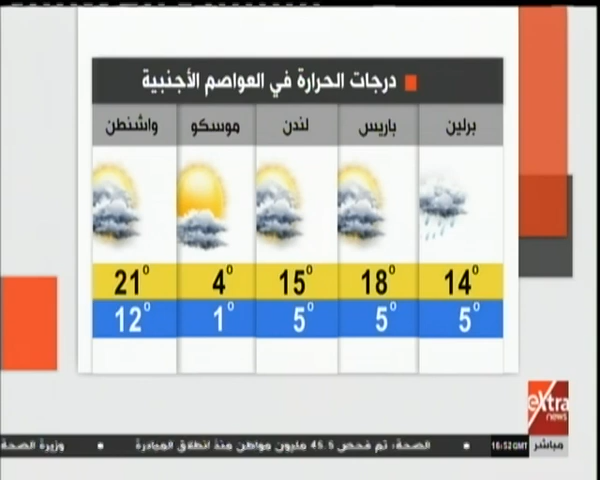 درجات الحرارة في العواصم الأجنبية
برلين باريس لندن موسكو واشنطن
14° 18° 15° 4° 21°
5° 5° 5° 1° 12°
eXtra
news
مباشر
16:52 GMT
الصحة: تم فحص 45.5 مليون مواطن منذ انطلاق المبادرة • وزيرة الصحة